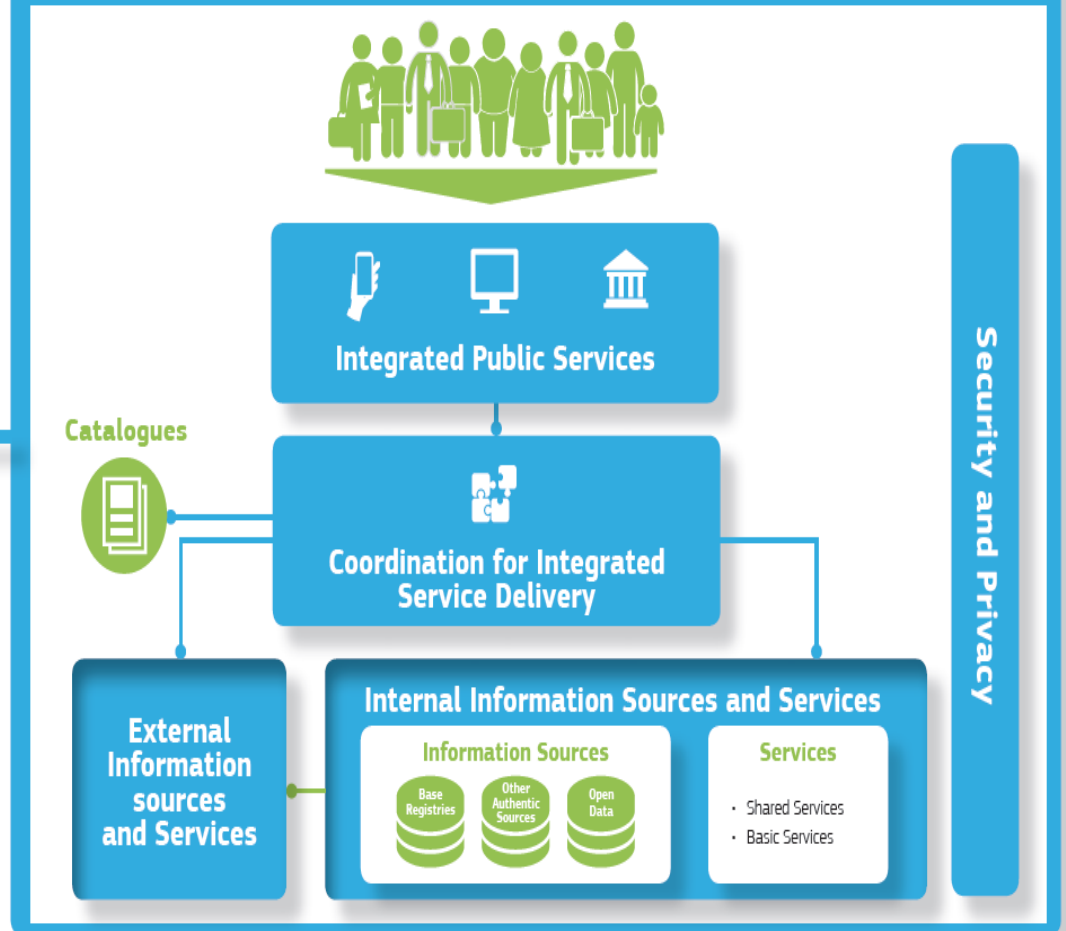 Integrated Public Services
Catalogues
Coordination for Integrated
Service Delivery
External
Information
sources
and Services
Internal Information Sources and Services
Information Sources
Base
Registries
Other
Authentic
Sources
Open
Data
Services
· Shared Services
· Basic Services
Security and Privacy